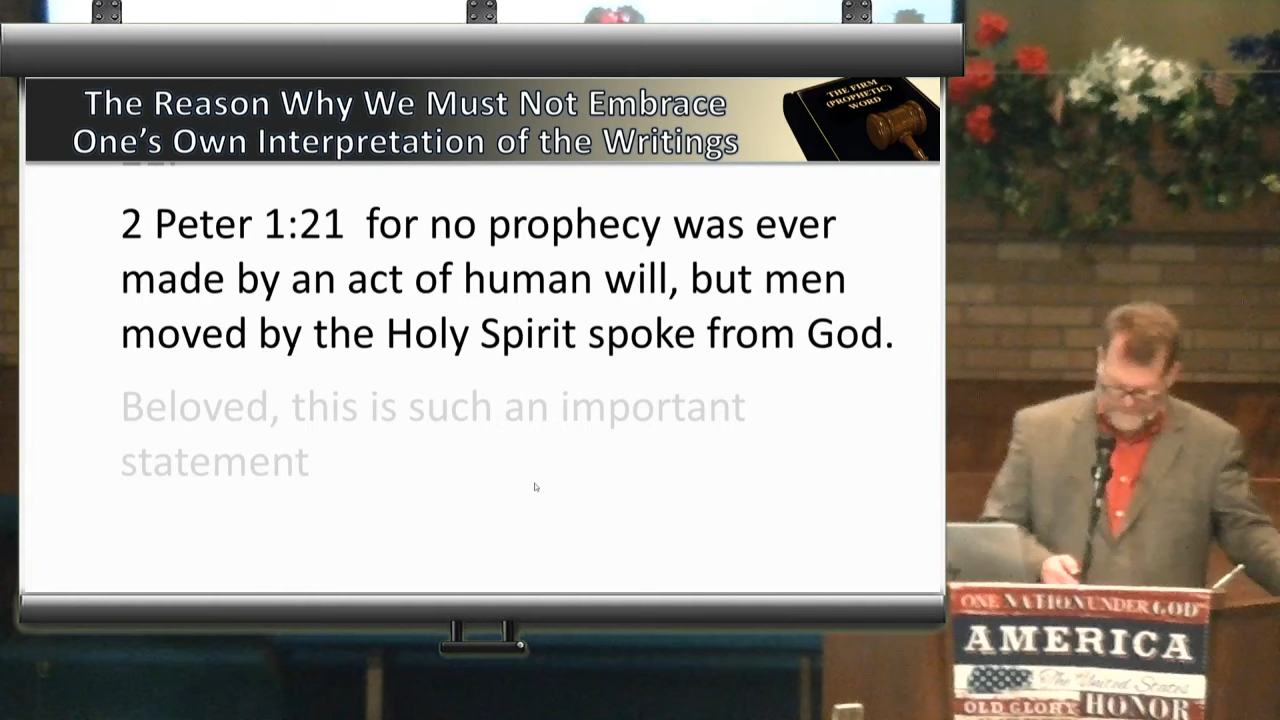 The Reason Why We Must Not Embrace
One's Own Interpretation of the Writings
THE FIRM
(PROPHETIC)
WORD
2 Peter 1:21 for no prophecy was ever
made by an act of human will, but men
moved by the Holy Spirit spoke from God.
Beloved, this is such an important
statement
ONE NATION UNDER GOD
AMERICA
The United States
OLD GLORY HONOR